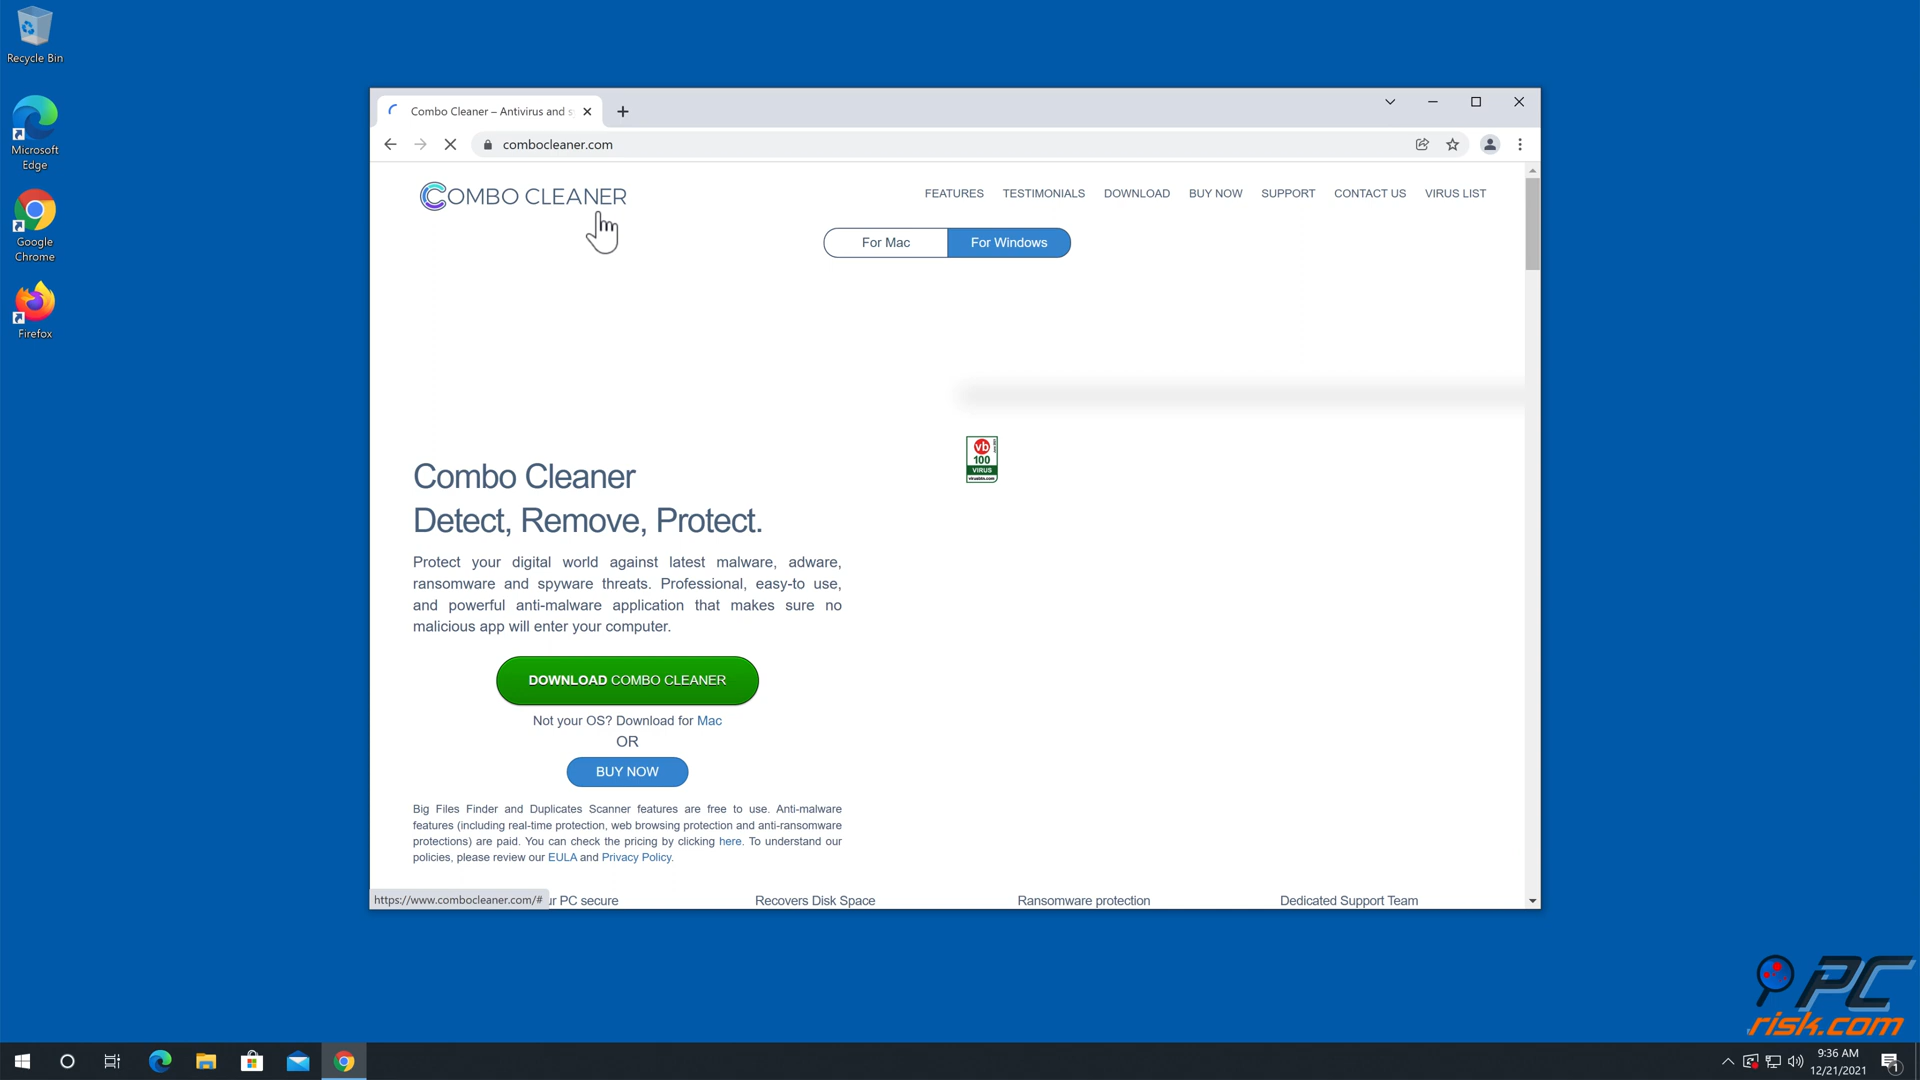 Recycle Bin
Microsoft
Edge
Google
Chrome
Firefox
Combo Cleaner – Antivirus and s
combocleaner.com
COMBO CLEANER
FEATURES TESTIMONIALS DOWNLOAD BUY NOW SUPPORT CONTACT US VIRUS LIST
For Mac For Windows
vb
100
VIRUS
virusbtn.com
Combo Cleaner
Detect, Remove, Protect.
Protect your digital world against latest malware, adware,
ransomware and spyware threats. Professional, easy-to use,
and powerful anti-malware application that makes sure no
malicious app will enter your computer.
DOWNLOAD COMBO CLEANER
Not your OS? Download for Mac
OR
BUY NOW
Big Files Finder and Duplicates Scanner features are free to use. Anti-malware
features (including real-time protection, web browsing protection and anti-ransomware
protections) are paid. You can check the pricing by clicking here. To understand our
policies, please review our EULA and Privacy Policy.
https://www.combocleaner.com/# ur PC secure Recovers Disk Space Ransomware protection Dedicated Support Team
PC
risk.com
9:36 AM
12/21/2021
1